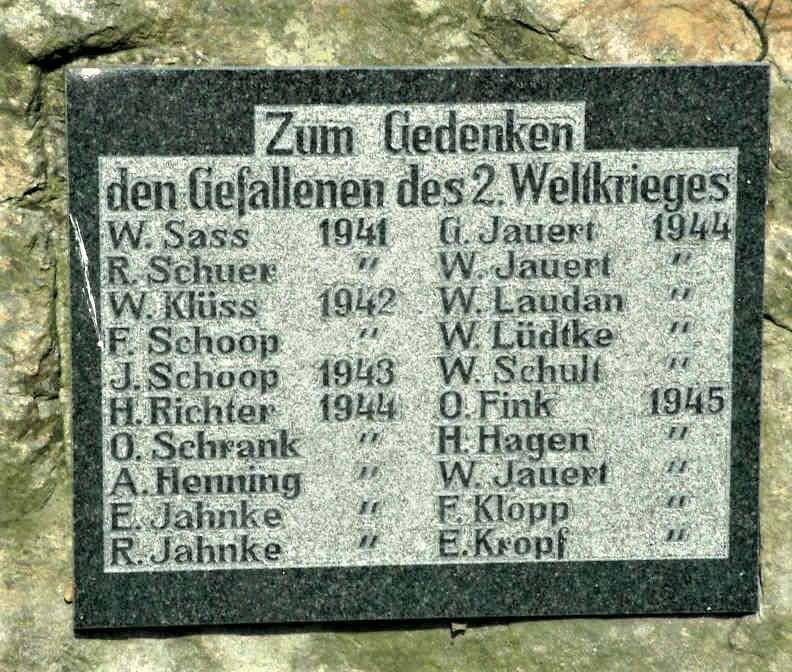 Zum Gedenken
den Gefallenen des 2. Weltkrieges
W. Sass 1941 G. Jauert 1944
R. Schuer " W. Jauert "
W. Klüss 1942 W. Laudan "
F. Schoop " W. Lüdtke "
J. Schoop 1943 W. Schult "
H. Richter 1944 O. Fink 1945
O. Schrank " H. Hagen "
A. Henning " W. Jauert "
E. Jahnke " F. Klopp "
R. Jahnke " E. Kropf "